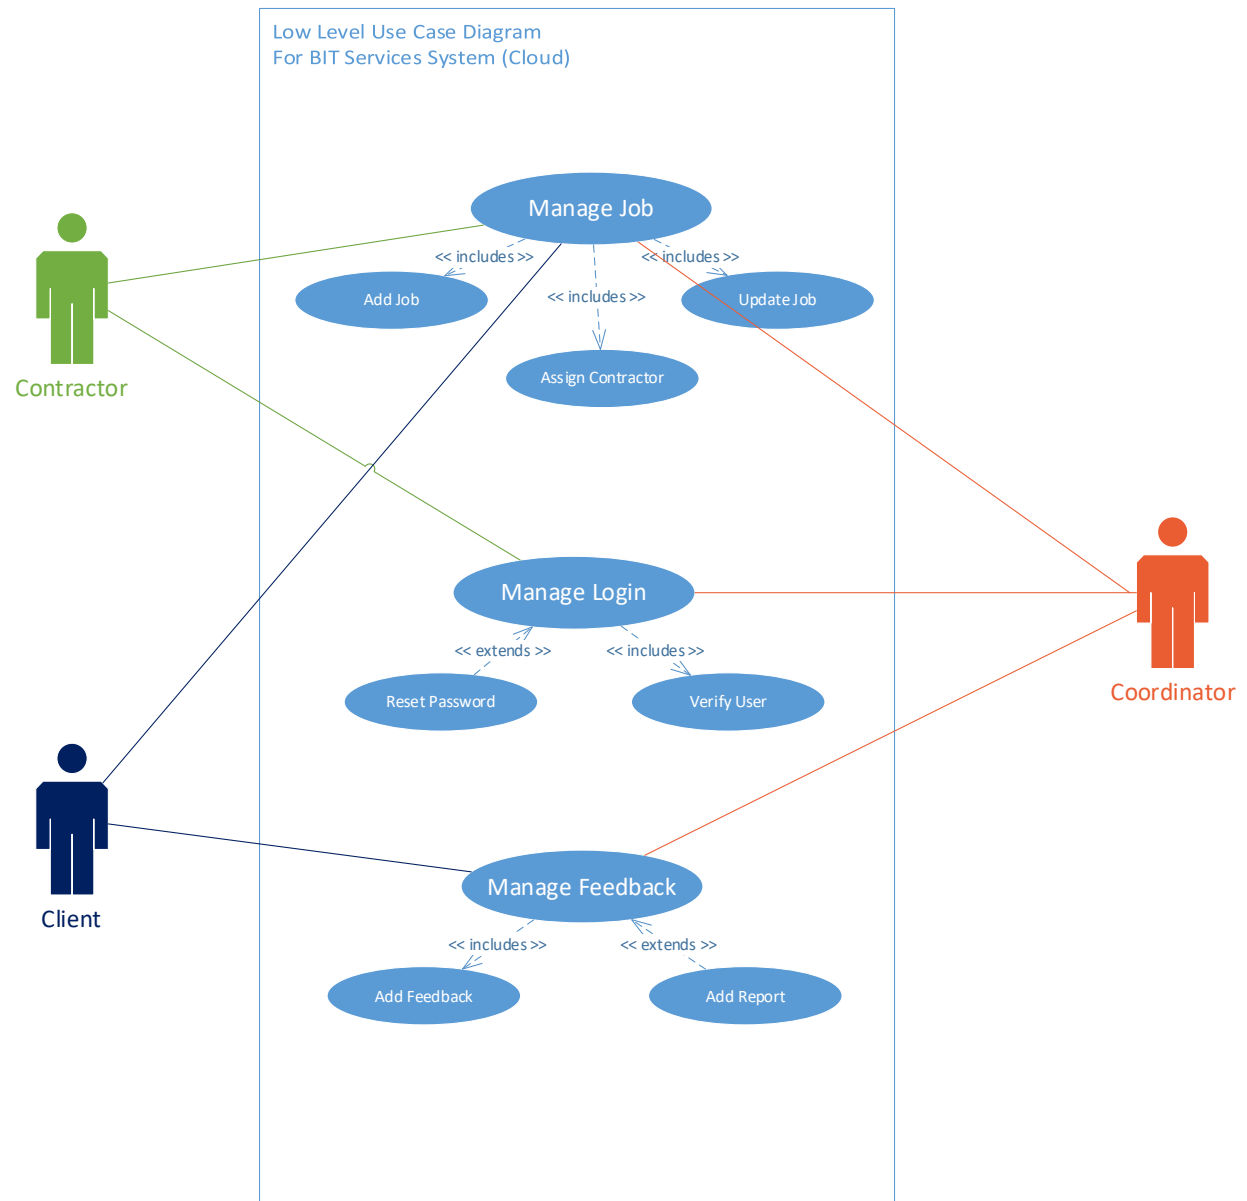 Low Level Use Case Diagram
For BIT Services System (Cloud)
Manage Job
<< includes >>
<< includes >>
<< includes >>
Add Job
Update Job
Assign Contractor
Contractor
Manage Login
<< extends >>
<< includes >>
Reset Password
Verify User
Coordinator
Manage Feedback
Client
<< includes >>
<< extends >>
Add Feedback
Add Report